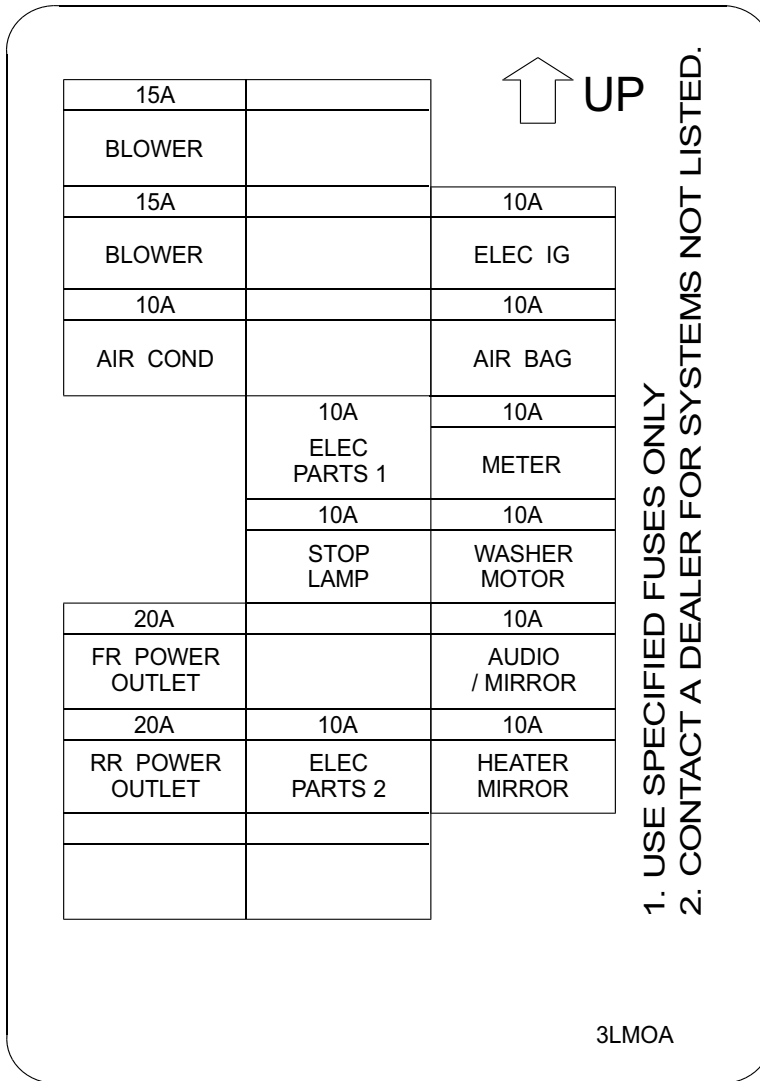 UP
15A
BLOWER
15A
10A
BLOWER
ELEC IG
10A
10A
AIR COND
AIR BAG
10A
10A
ELEC
PARTS 1
METER
10A
10A
STOP
LAMP
WASHER
MOTOR
20A
10A
FR POWER
OUTLET
AUDIO
/ MIRROR
20A
10A
10A
RR POWER
OUTLET
ELEC
PARTS 2
HEATER
MIRROR
1. USE SPECIFIED FUSES ONLY
2. CONTACT A DEALER FOR SYSTEMS NOT LISTED.
3LMOA